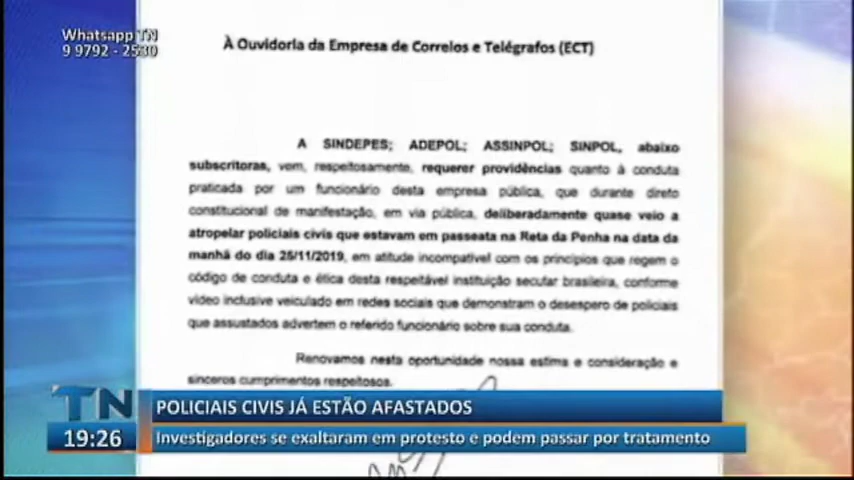 Whatsapp TN
9 9792 - 2530
À Ouvidoria da Empresa de Correios e Telégrafos (ECT)
A SINDEPES; ADEPOL; ASSINPOL; SINPOL, abaixo
subscritoras, vem, respeitosamente, requerer providências quanto à conduta
praticada por um funcionário desta empresa pública, que durante direto
constitucional de manifestação, em via pública, deliberadamente quase veio a
atropelar policiais civis que estavam em passeata na Reta da Penha na data da
manhã do dia 25/11/2019, em atitude incompatível com os princípios que regem o
código de conduta e ética desta respeitável instituição secular brasileira, conforme
vídeo inclusive veiculado em redes sociais que demonstram o desespero de policiais
que assustados advertem o referido funcionário sobre sua conduta.
Renovamos nesta oportunidade nossa estima e consideração e
sinceros cumprimentos respeitosos.
TN
POLICIAIS CIVIS JÁ ESTÃO AFASTADOS
19:26
Investigadores se exaltaram em protesto e podem passar por tratamento